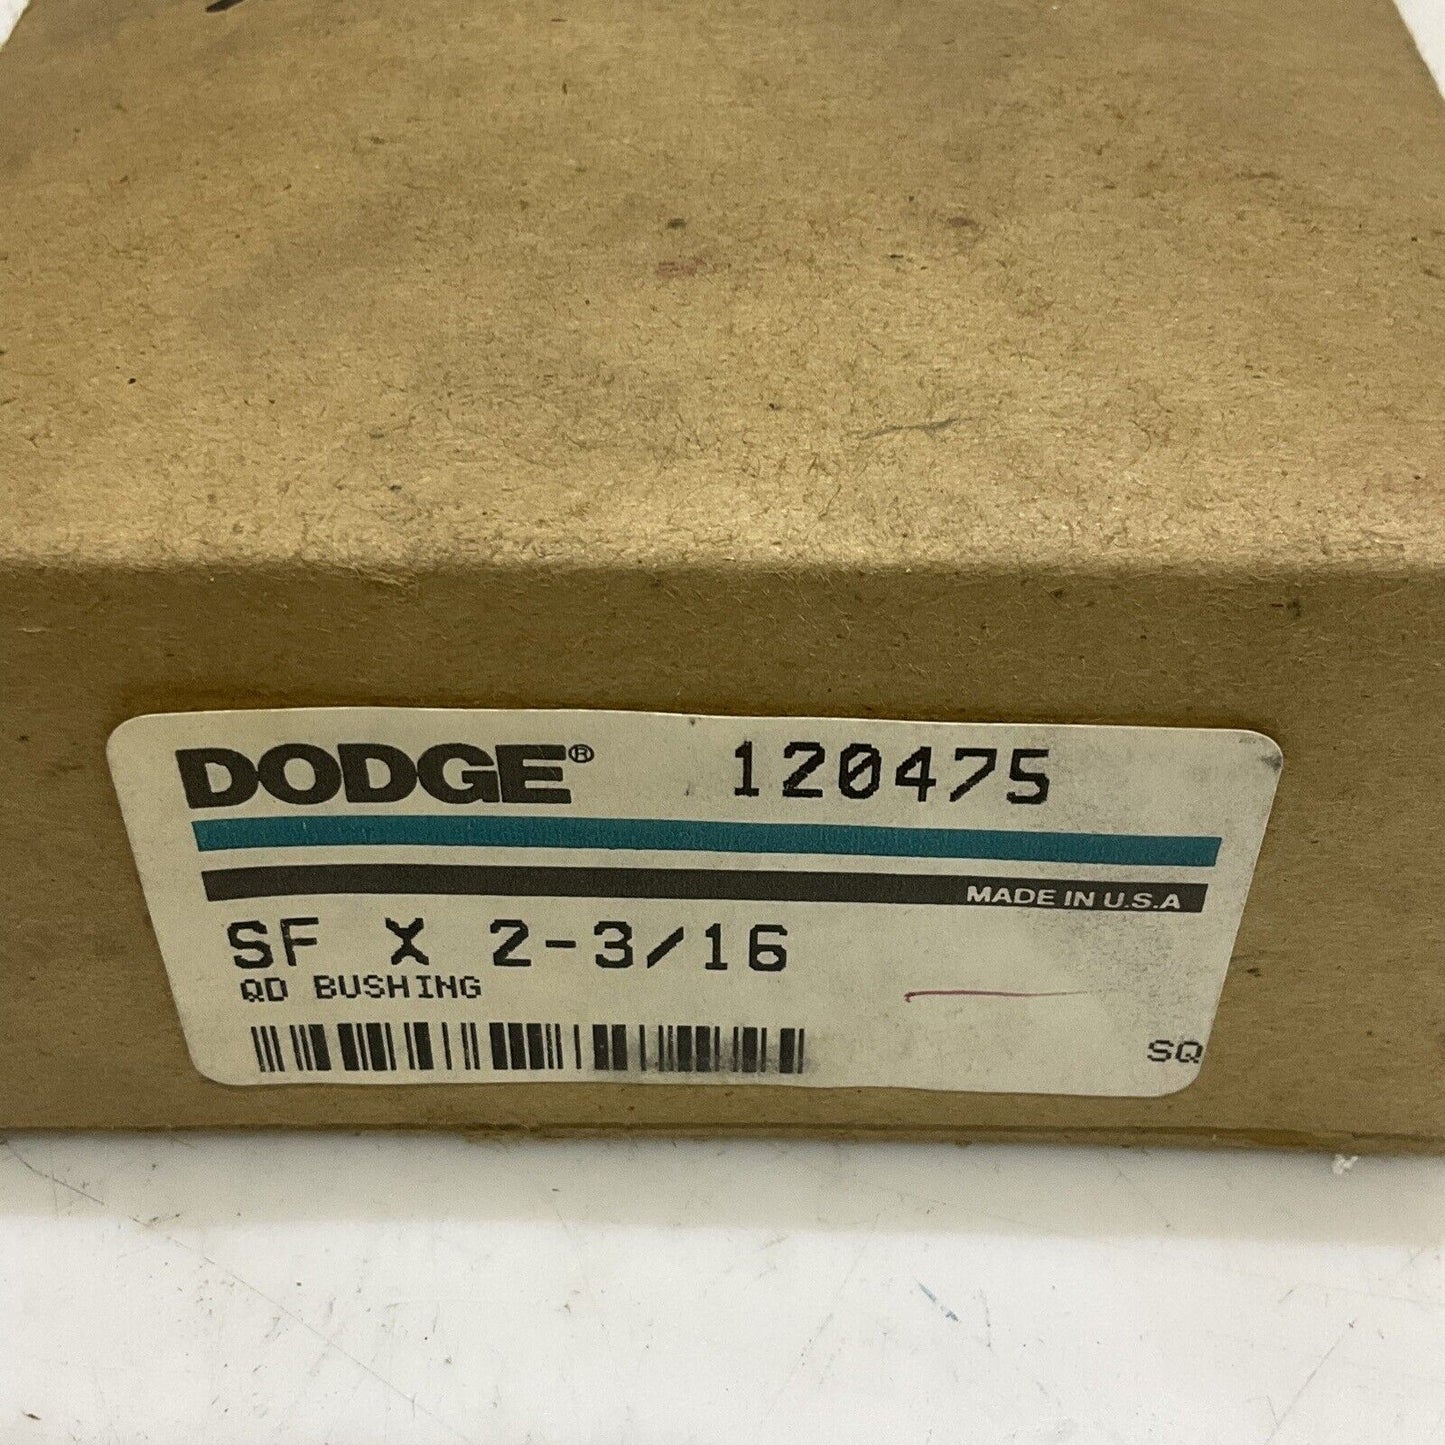 DODGE® 120475
MADE IN U.S.A
SF X 2-3/16
QD BUSHING
SQ